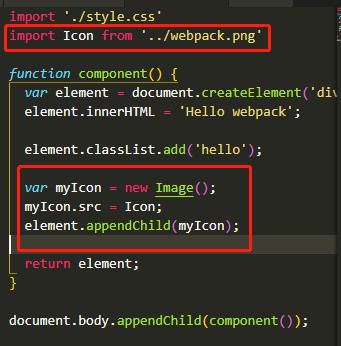 import './style.css'
import Icon from '../webpack.png'
function component() {
var element = document.createElement('div
element.innerHTML = 'Hello webpack';
element.classList.add('hello');
var myIcon = new Image();
myIcon.src = Icon;
element.appendChild(myIcon);
return element;
}
document.body.appendChild(component());